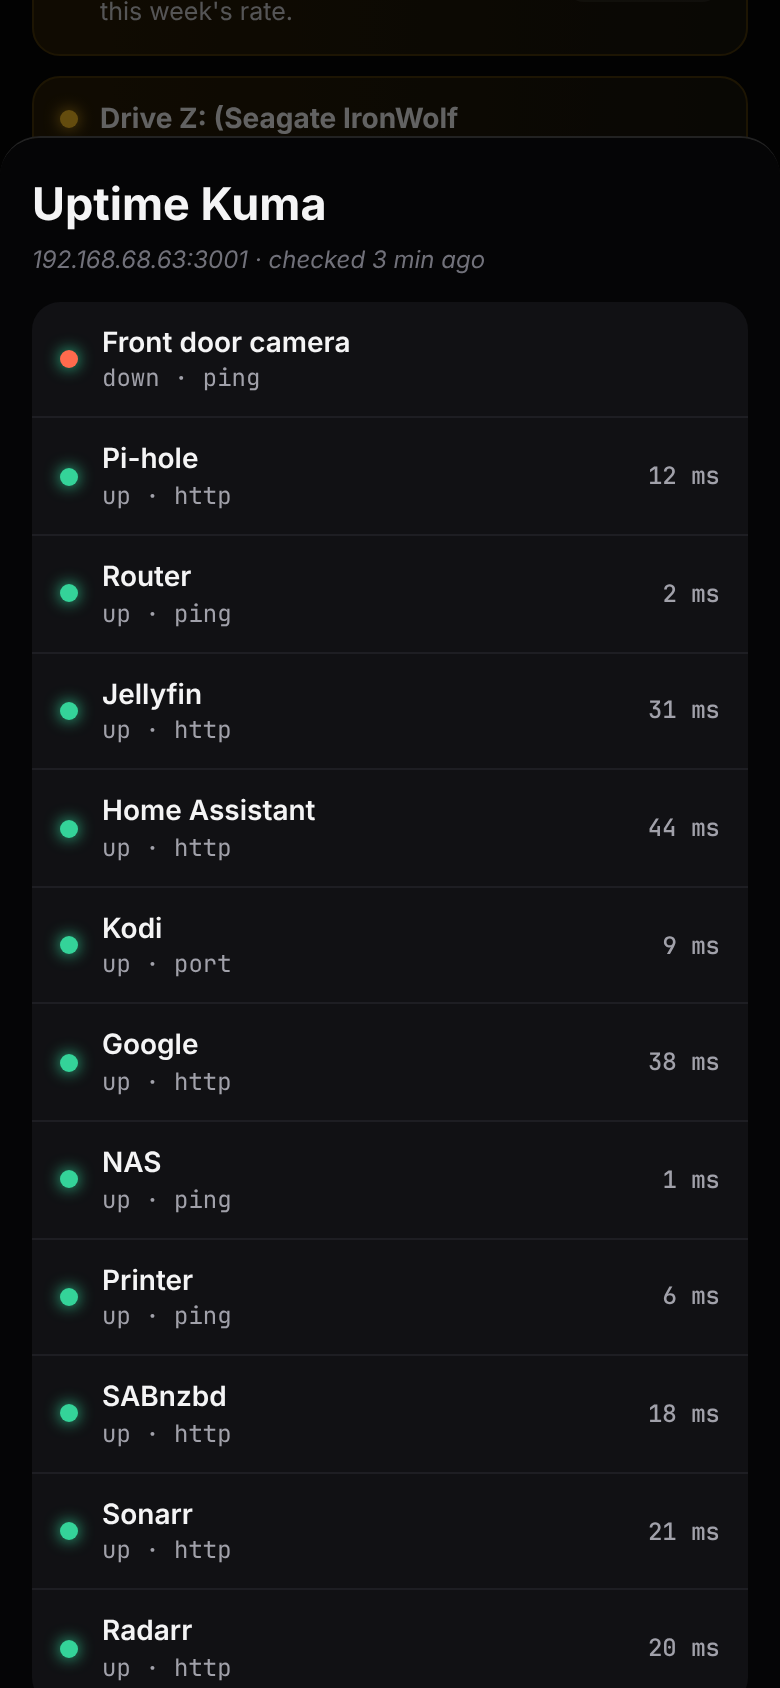 this week's rate.
Drive Z: (Seagate IronWolf
Uptime Kuma
192.168.68.63:3001 · checked 3 min ago
Front door camera
down · ping
Pi-hole
up · http
12 ms
Router
up · ping
2 ms
Jellyfin
up · http
31 ms
Home Assistant
up · http
44 ms
Kodi
up · port
9 ms
Google
up · http
38 ms
NAS
up · ping
1 ms
Printer
up · ping
6 ms
SABnzbd
up · http
18 ms
Sonarr
up · http
21 ms
Radarr
up · http
20 ms